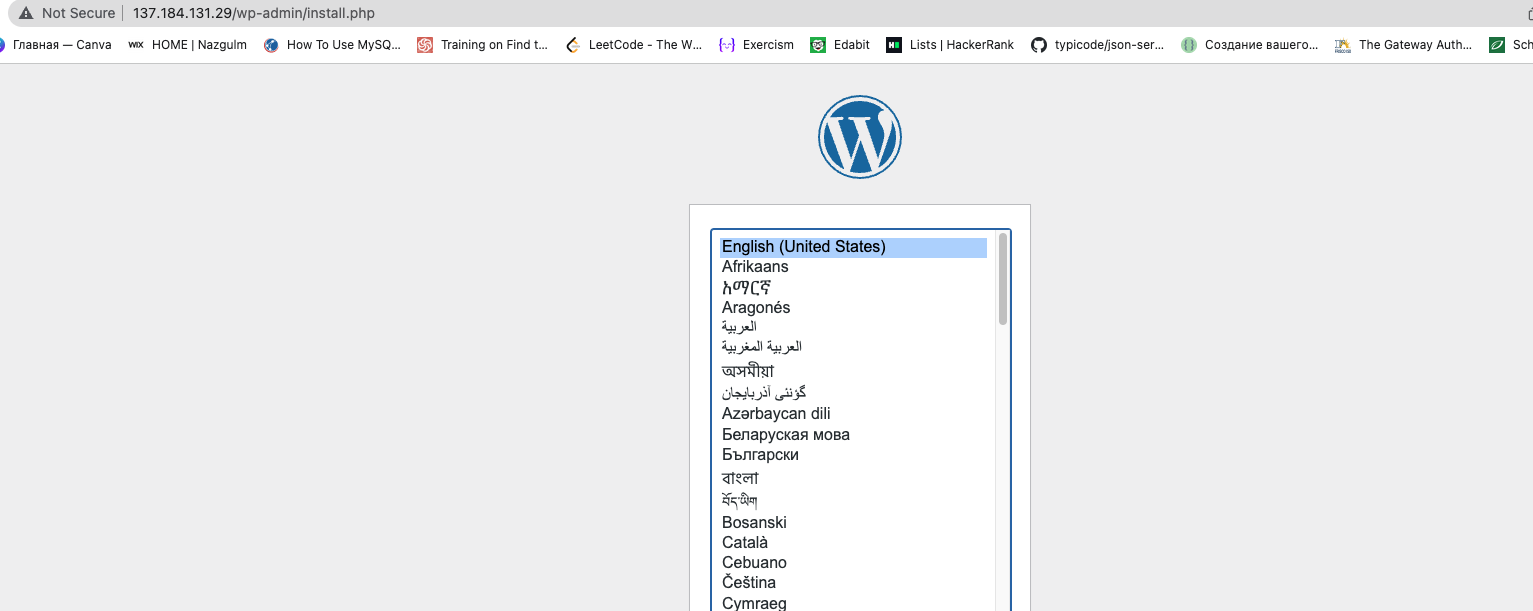 Not Secure 137.184.131.29/wp-admin/install.php
Главная — Canva WIX HOME | Nazgulm How To Use MySQ... Training on Find t... LeetCode - The W... Exercism Edabit Lists | HackerRank typicode/json-ser... Создание вашего... The Gateway Auth... Sch
English (United States)
Afrikaans
አማርኛ
Aragonés
العربية
العربية المغربية
অসমীয়া
گؤنئی آذربایجان
Azərbaycan dili
Беларуская мова
Български
বাংলা
བོད་ཡིག
Bosanski
Català
Cebuano
Čeština
Cymraeg